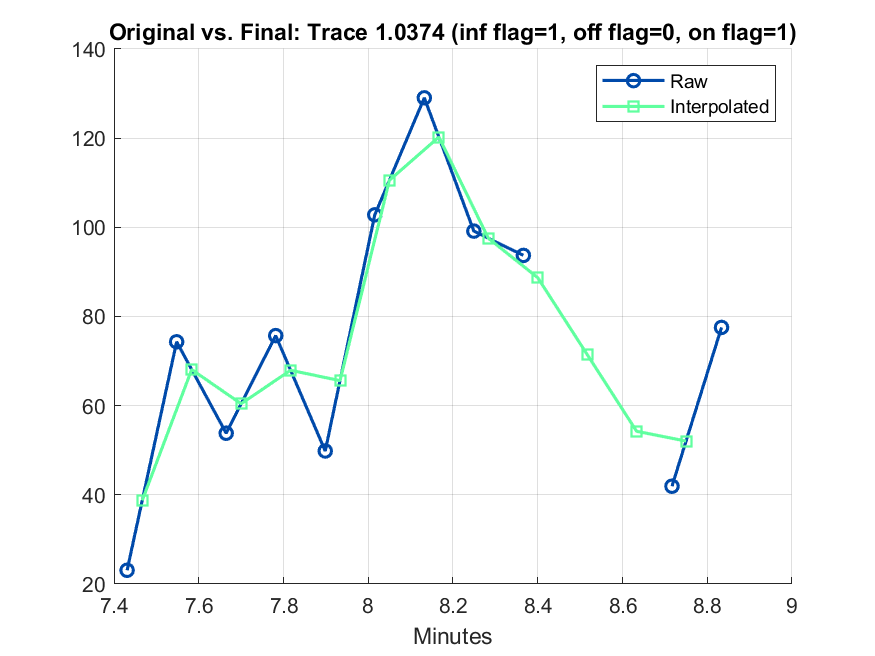 Original vs. Final: Trace 1.0374 (inf flag=1, off flag=0, on flag=1)
140
120
100
80
60
40
20
Raw
Interpolated
7.4 7.6 7.8 8 8.2 8.4 8.6 8.8 9
Minutes